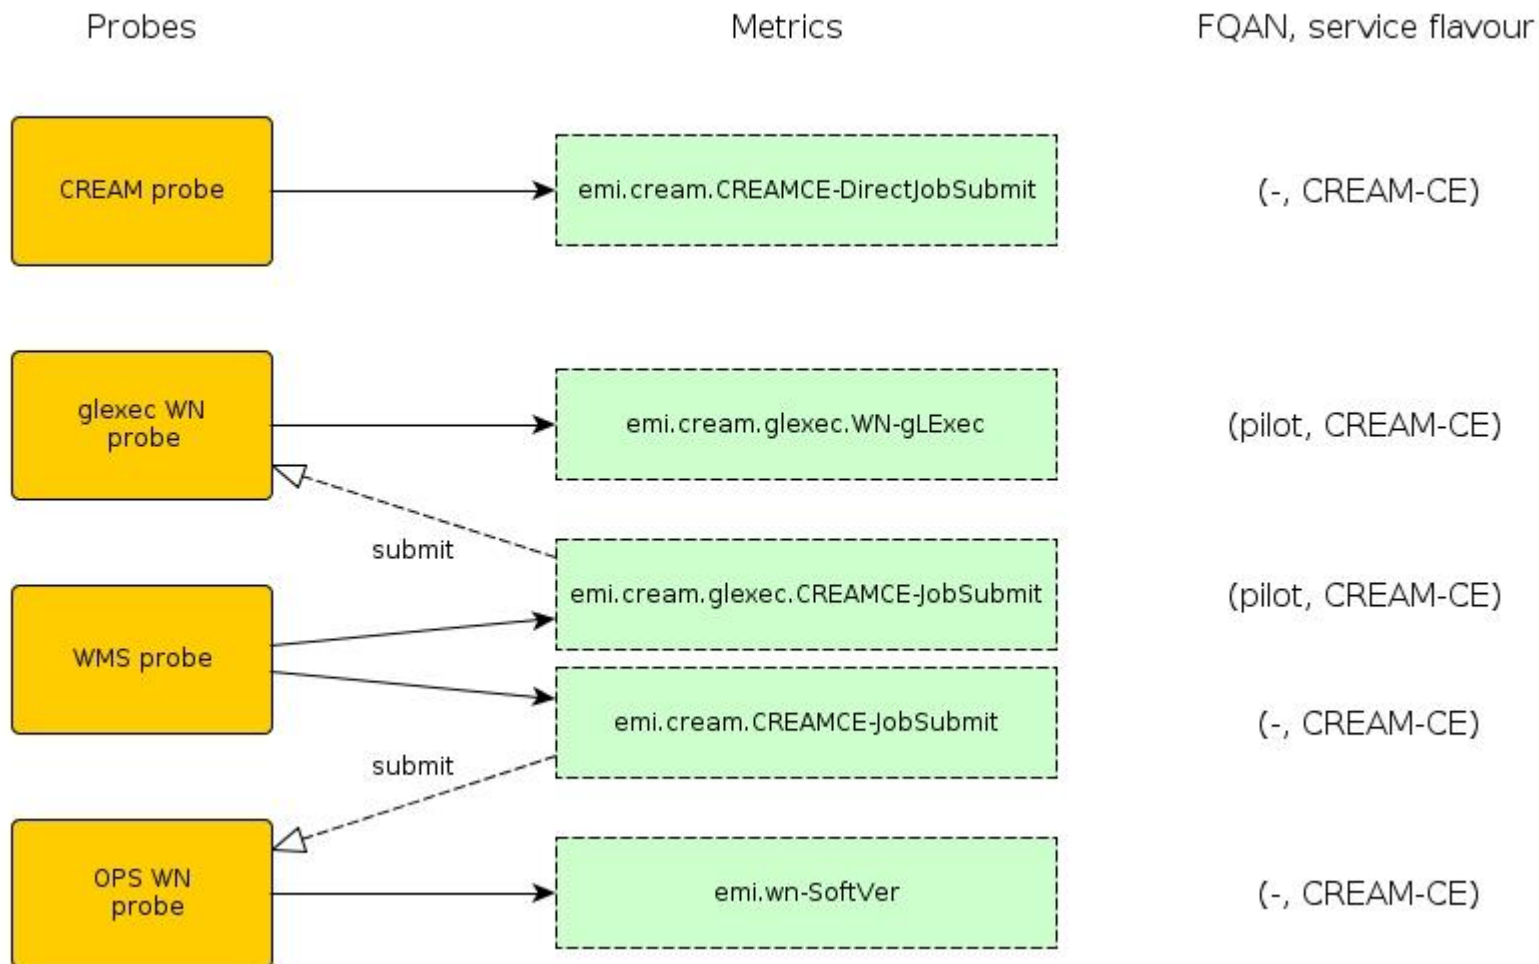 Probes
Metrics
FQAN, service flavour
CREAM probe
emi.cream.CREAMCE-DirectJobSubmit
(-, CREAM-CE)
glexec WN
probe
emi.cream.glexec.WN-gLExec
(pilot, CREAM-CE)
submit
emi.cream.glexec.CREAMCE-JobSubmit
(pilot, CREAM-CE)
WMS probe
emi.cream.CREAMCE-JobSubmit
(-, CREAM-CE)
submit
OPS WN
probe
emi.wn-SoftVer
(-, CREAM-CE)